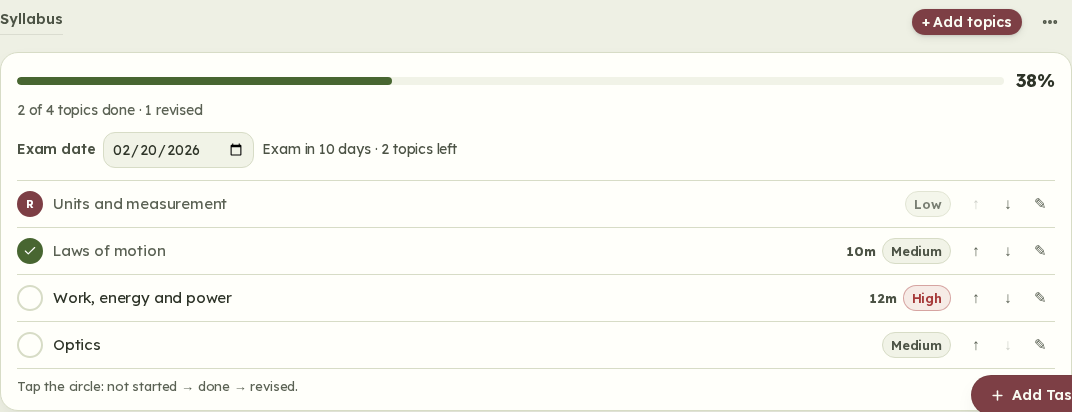 Syllabus
+ Add topics •••
38%
2 of 4 topics done · 1 revised
Exam date 02/20/2026 Exam in 10 days · 2 topics left
R Units and measurement Low ↑ ↓ ✎
✓ Laws of motion 10m Medium ↑ ↓ ✎
Work, energy and power 12m High ↑ ↓ ✎
Optics Medium ↑ ↓ ✎
Tap the circle: not started → done → revised.
+ Add Tas